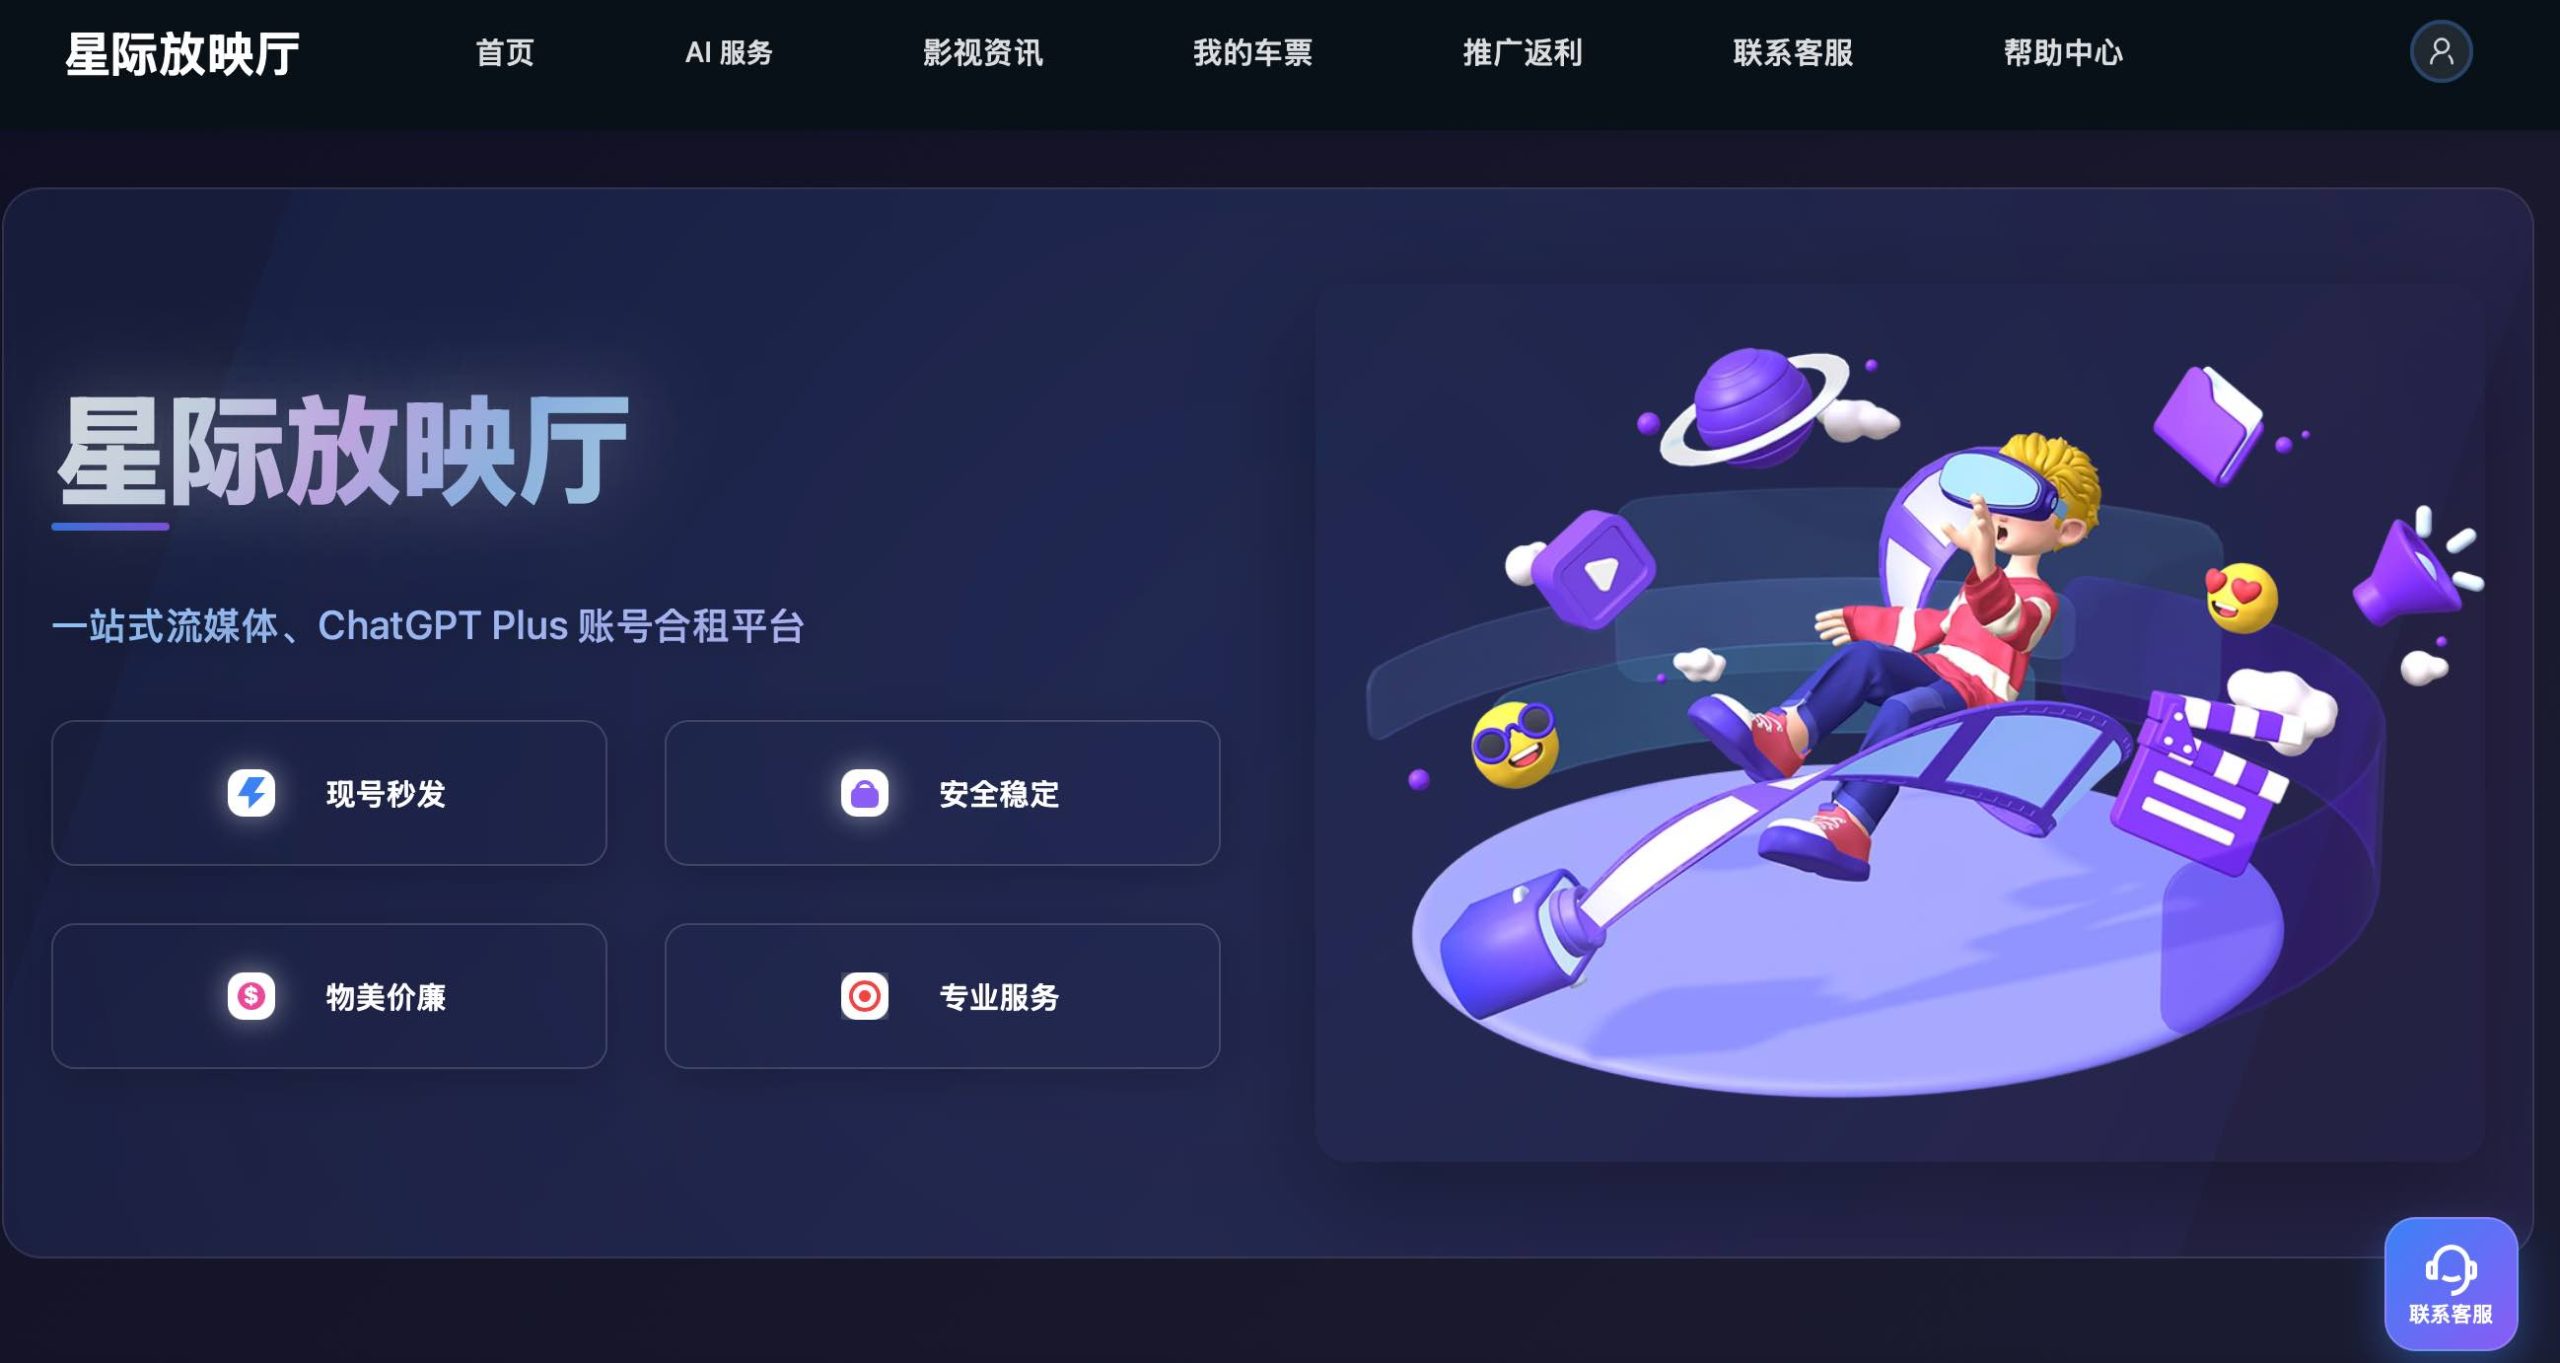 星际放映厅
首页
AI 服务
影视资讯
我的车票
推广返利
联系客服
帮助中心
星际放映厅
一站式流媒体、ChatGPT Plus 账号合租平台
现号秒发
安全稳定
物美价廉
专业服务
联系客服